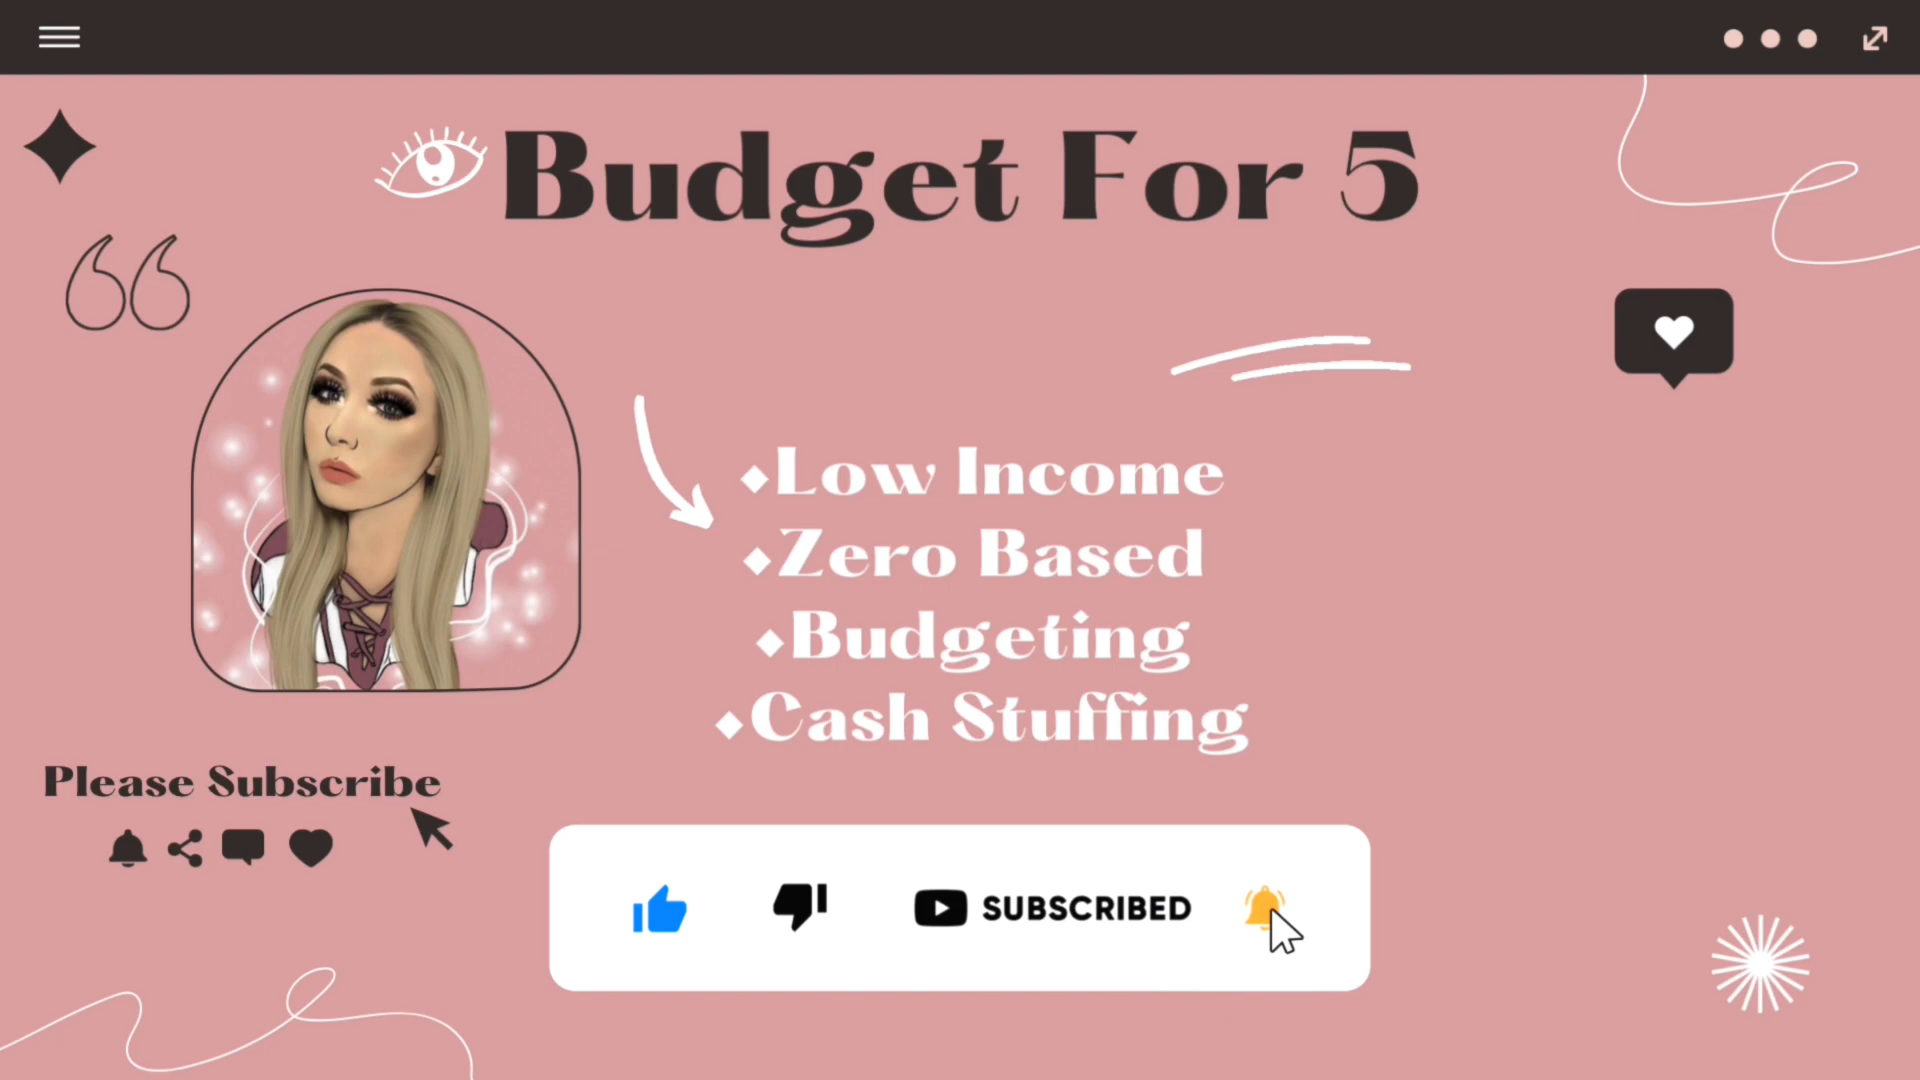 Budget For 5
◆Low Income
◆Zero Based
◆Budgeting
◆Cash Stuffing
Please Subscribe
SUBSCRIBED